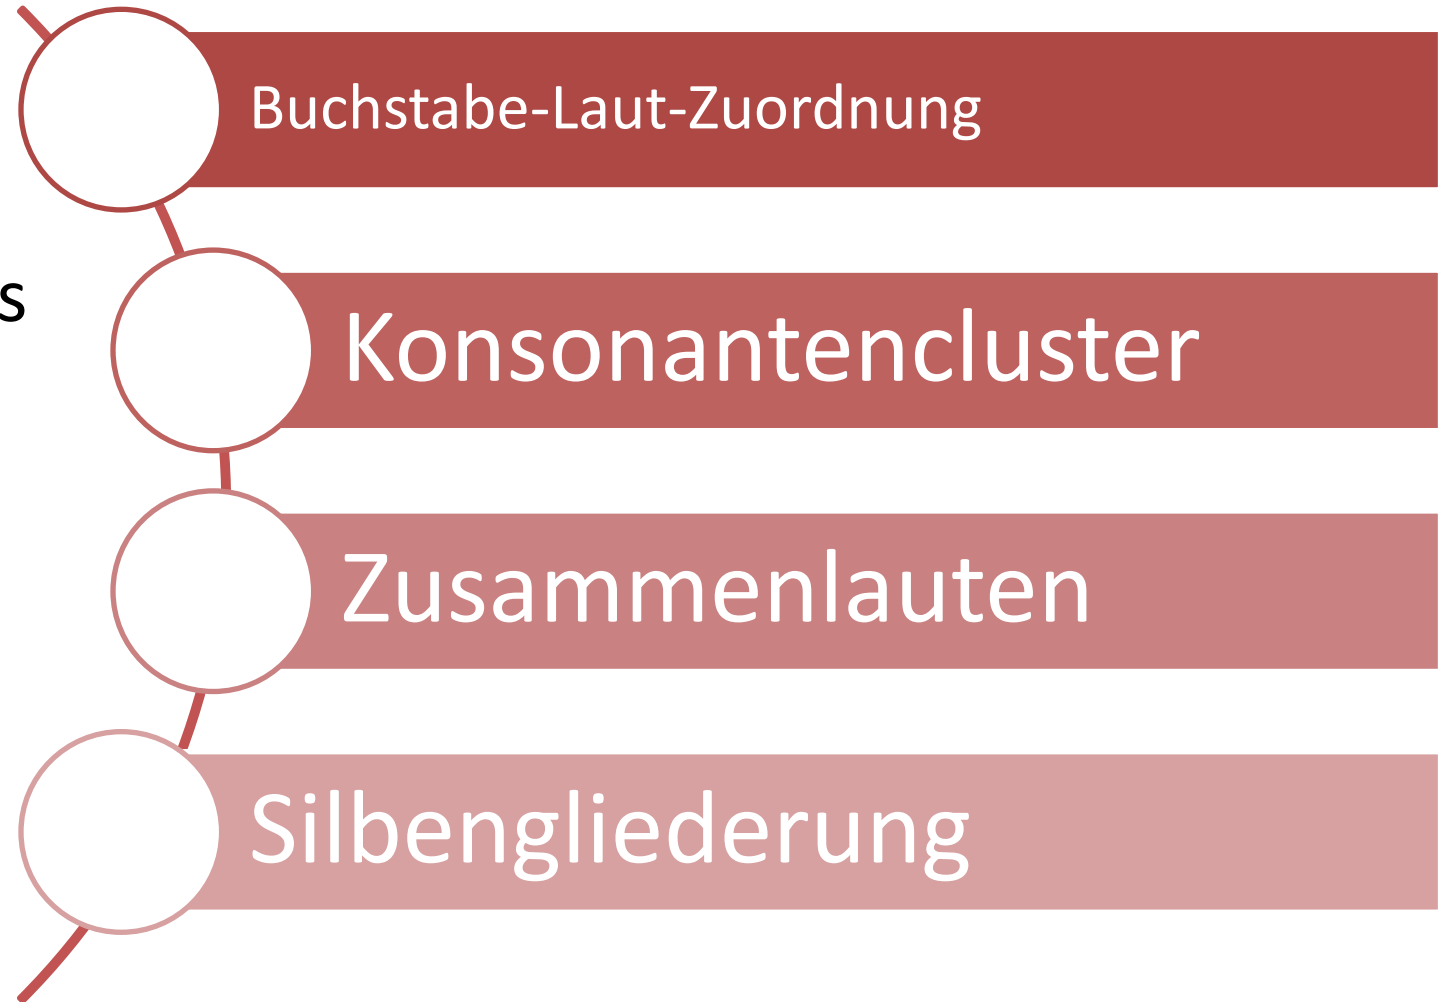 Buchstabe-Laut-Zuordnung
s
Konsonantencluster
Zusammenlauten
Silbengliederung